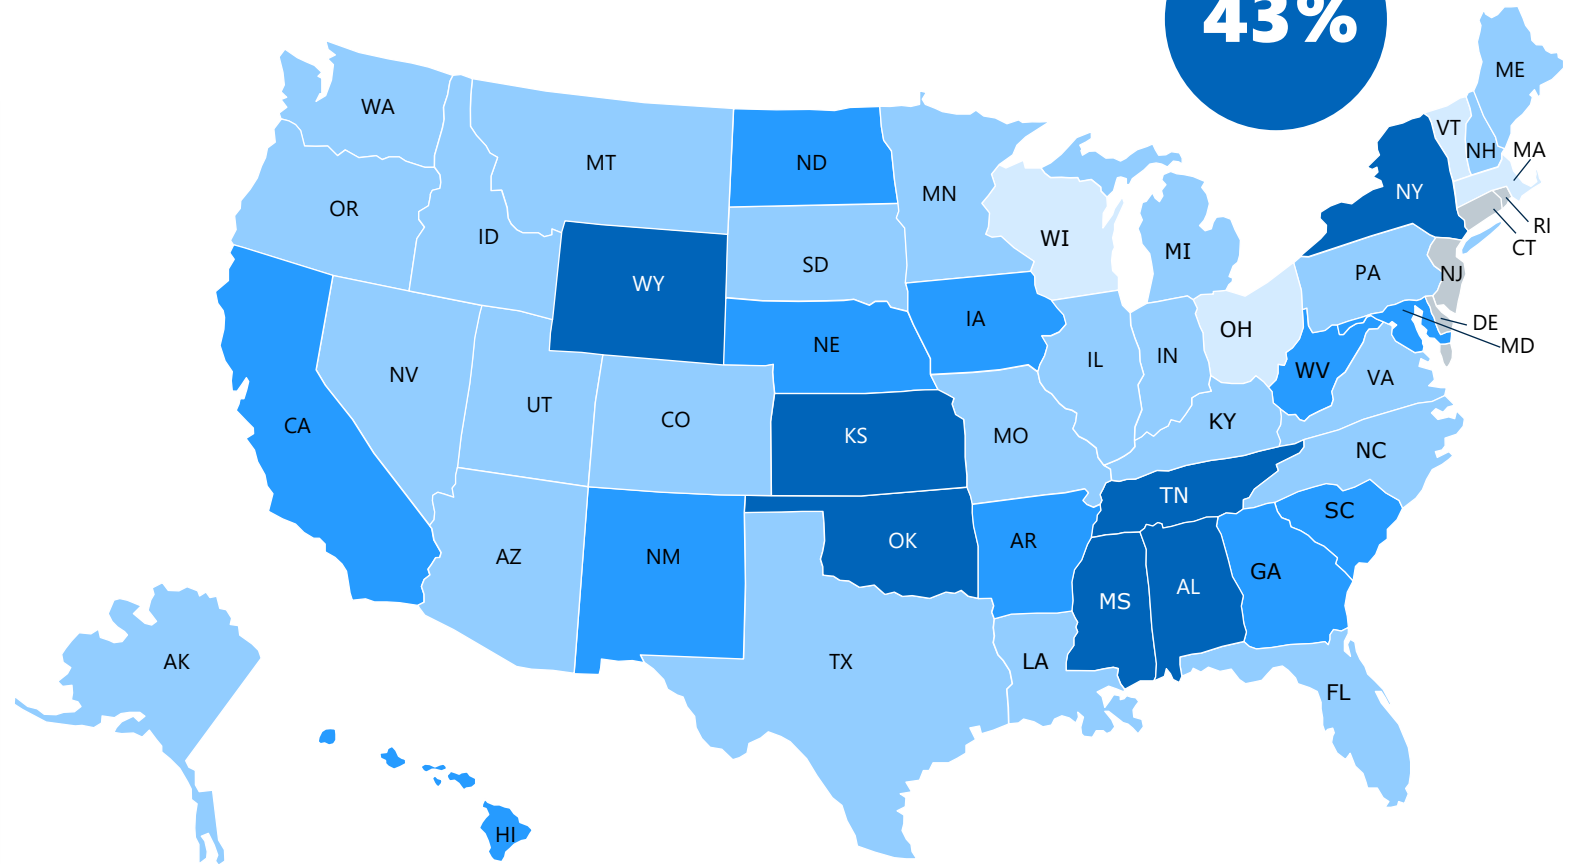 43%
ME
WA
VT
NH
MA
MT
ND
MN
NY
OR
ID
WI
RI
CT
MI
SD
WY
PA
NJ
IA
DE
OH
MD
NE
IL
IN
WV
VA
NV
UT
CO
KS
MO
KY
NC
CA
TN
SC
AZ
NM
OK
AR
GA
MS
AL
AK
TX
LA
FL
HI